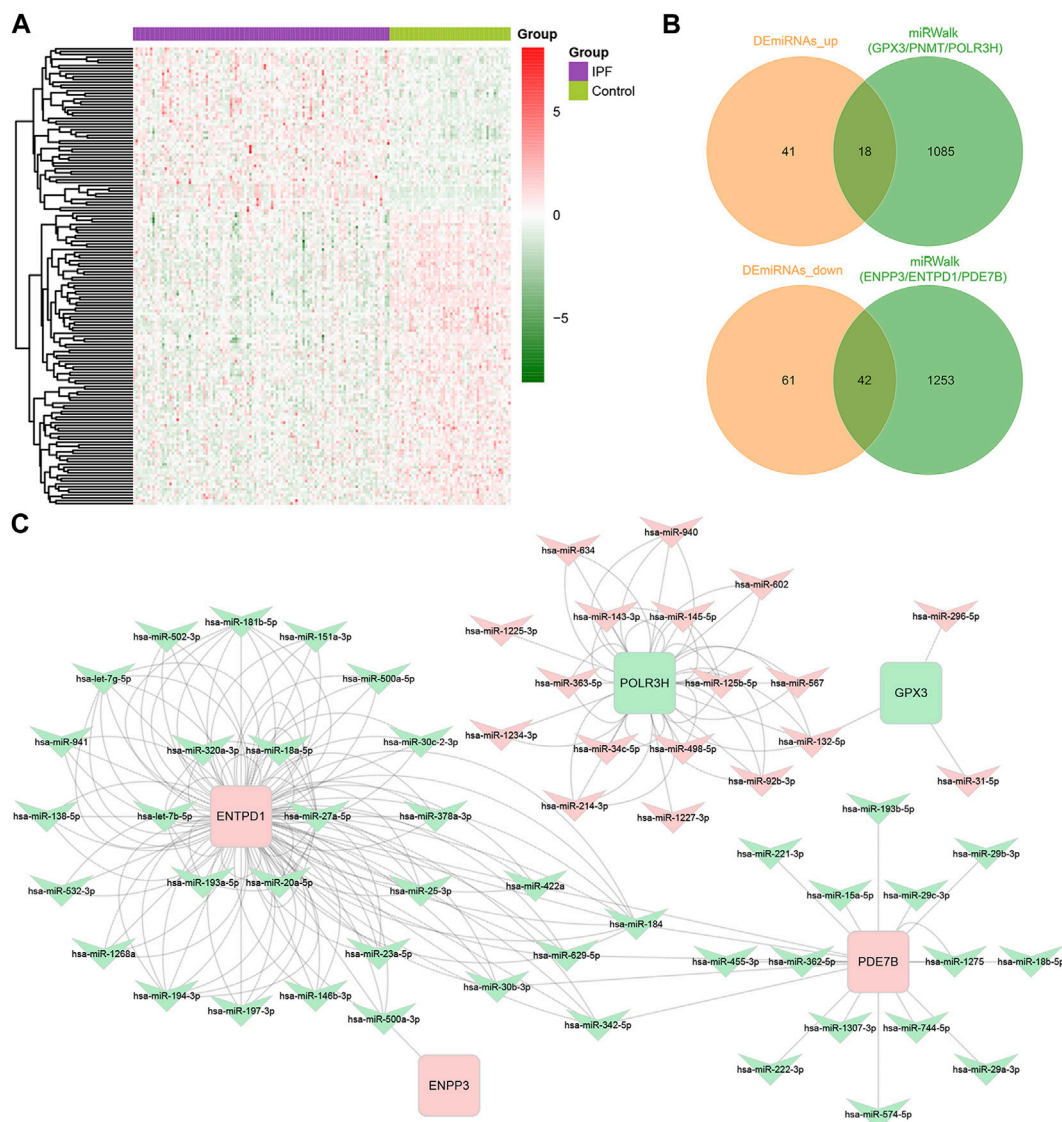 A
Group
Group
IPF
Control
5
0
−5
B
DEmiRNAs_up
miRWalk
(GPX3/PNMT/POLR3H)
41
18
1085
DEmiRNAs_down
miRWalk
(ENPP3/ENTPD1/PDE7B)
61
42
1253
C
hsa-miR-181b-5p
hsa-miR-502-3p
hsa-miR-151a-3p
hsa-let-7g-5p
hsa-miR-500a-5p
hsa-miR-941
hsa-miR-320a-3p
hsa-miR-18a-5p
hsa-miR-30c-2-3p
ENTPD1
hsa-miR-138-5p
hsa-let-7b-5p
hsa-miR-27a-5p
hsa-miR-378a-3p
hsa-miR-532-3p
hsa-miR-193a-5p
hsa-miR-20a-5p
hsa-miR-25-3p
hsa-miR-422a
hsa-miR-184
hsa-miR-1268a
hsa-miR-23a-5p
hsa-miR-629-5p
hsa-miR-194-3p
hsa-miR-197-3p
hsa-miR-146b-3p
hsa-miR-30b-3p
hsa-miR-500a-3p
hsa-miR-342-5p
ENPP3
hsa-miR-940
hsa-miR-634
hsa-miR-602
hsa-miR-143-3p
hsa-miR-145-5p
hsa-miR-1225-3p
POLR3H
hsa-miR-363-5p
hsa-miR-125b-5p
hsa-miR-567
hsa-miR-1234-3p
hsa-miR-34c-5p
hsa-miR-498-5p
hsa-miR-132-5p
hsa-miR-92b-3p
hsa-miR-214-3p
hsa-miR-1227-3p
hsa-miR-296-5p
GPX3
hsa-miR-31-5p
hsa-miR-193b-5p
hsa-miR-221-3p
hsa-miR-29b-3p
hsa-miR-15a-5p
hsa-miR-29c-3p
PDE7B
hsa-miR-455-3p
hsa-miR-362-5p
hsa-miR-1275
hsa-miR-18b-5p
hsa-miR-1307-3p
hsa-miR-744-5p
hsa-miR-222-3p
hsa-miR-29a-3p
hsa-miR-574-5p